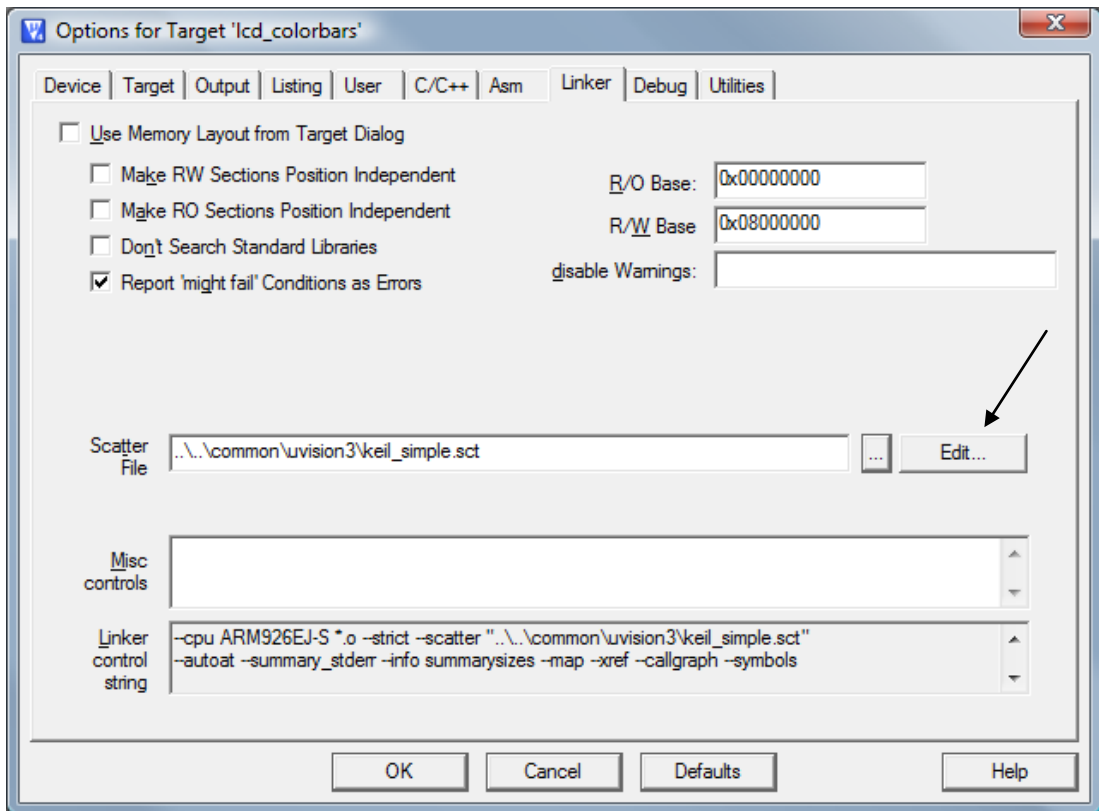 Options for Target 'lcd_colorbars'
Device Target Output Listing User C/C++ Asm Linker Debug Utilities
Use Memory Layout from Target Dialog
Make RW Sections Position Independent
Make RO Sections Position Independent
Don't Search Standard Libraries
Report 'might fail' Conditions as Errors
R/O Base: 0x00000000
R/W Base 0x08000000
disable Warnings:
Scatter
File
..\..\common\uvision3\keil_simple.sct
...
Edit...
Misc
controls
Linker
control
string
--cpu ARM926EJ-S *.o --strict --scatter "..\..\common\uvision3\keil_simple.sct"
--autoat --summary_stderr --info summarysizes --map --xref --callgraph --symbols
OK Cancel Defaults Help